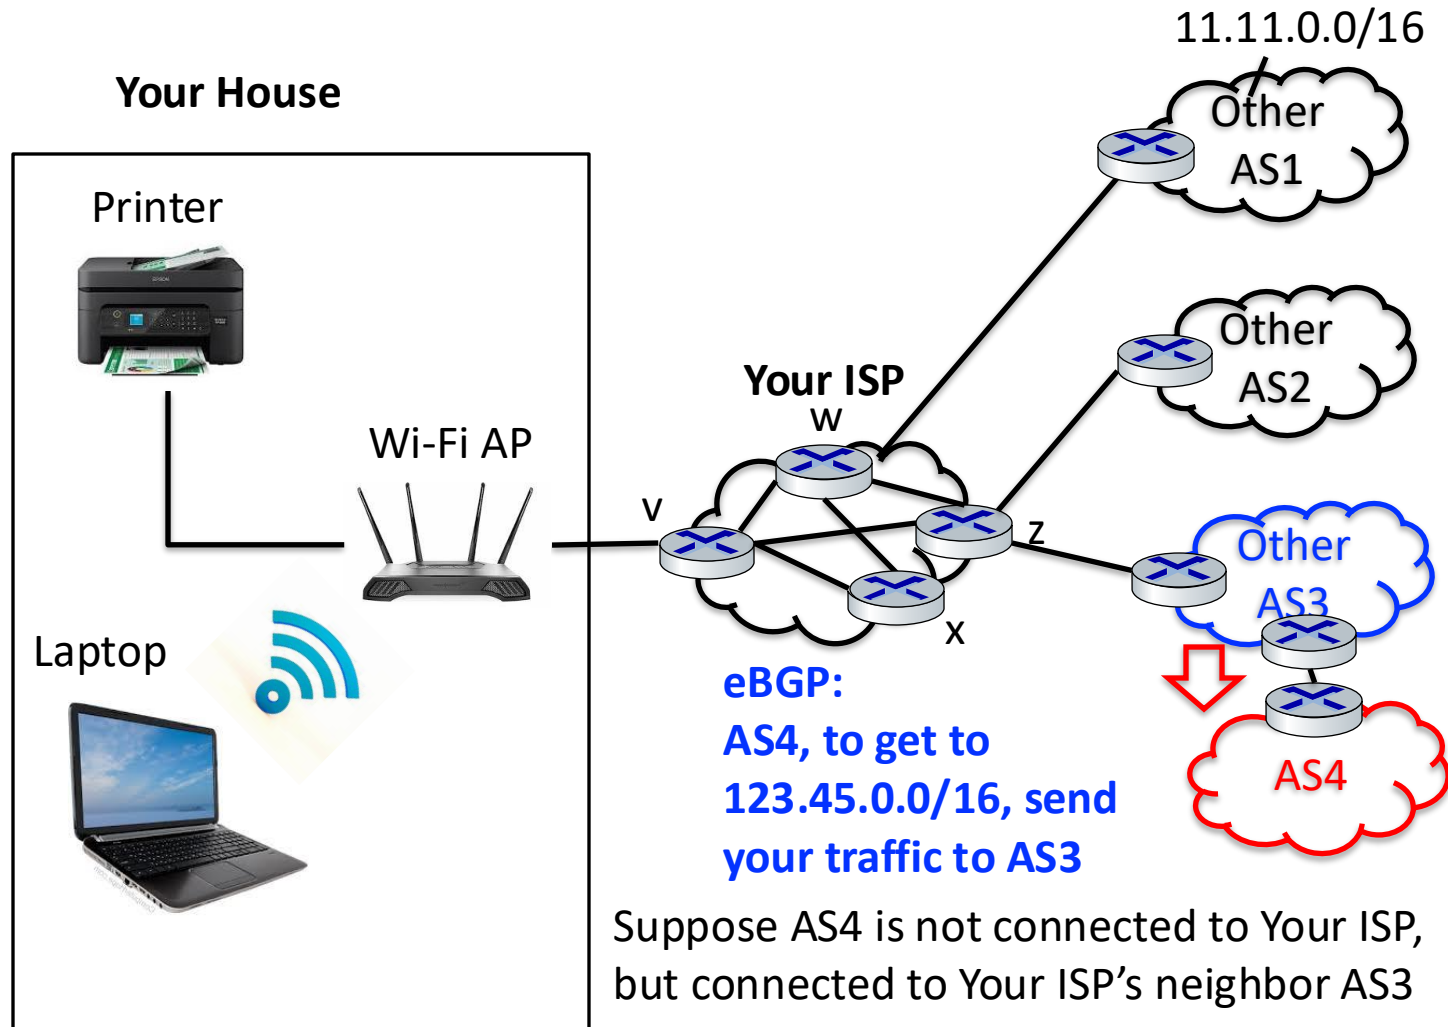 11.11.0.0/16
Your House
Other
AS1
Printer
Other
AS2
Your ISP
w
Wi-Fi AP
v
z
Other
AS3
x
Laptop
eBGP:
AS4, to get to
123.45.0.0/16, send
your traffic to AS3
AS4
Suppose AS4 is not connected to Your ISP,
but connected to Your ISP’s neighbor AS3